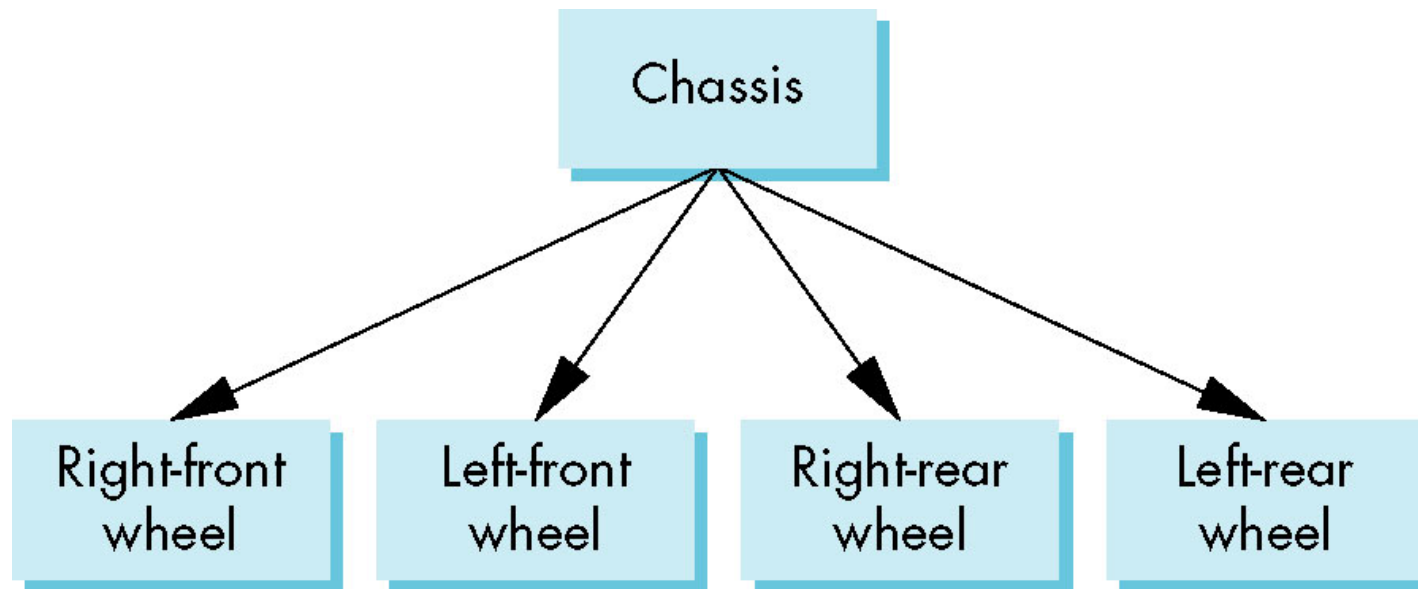 Chassis
Right-front
wheel
Left-front
wheel
Right-rear
wheel
Left-rear
wheel